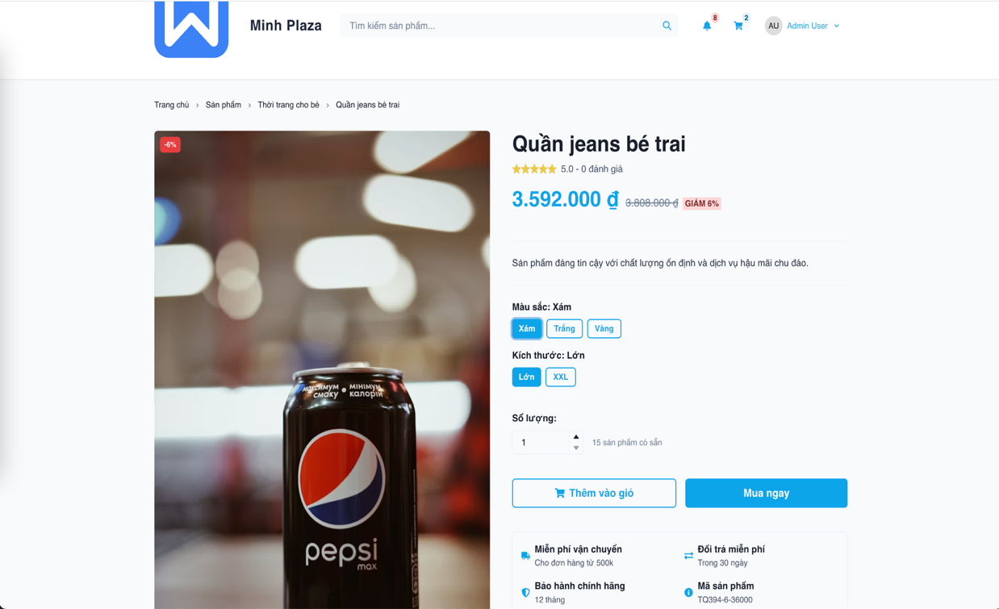 Minh Plaza
Tìm kiếm sản phẩm...
8
2
AU
Admin User
Trang chủ › Sản phẩm › Thời trang cho bé › Quần jeans bé trai
-6%
МАКСИМУМ СМАКУ • МІНІМУМ КАЛОРІЙ
pepsi
max
Quần jeans bé trai
5.0 - 0 đánh giá
3.592.000 ₫ 3.808.000 ₫ GIẢM 6%
Sản phẩm đáng tin cậy với chất lượng ổn định và dịch vụ hậu mãi chu đáo.
Màu sắc: Xám
Xám Trắng Vàng
Kích thước: Lớn
Lớn XXL
Số lượng:
1 15 sản phẩm có sẵn
Thêm vào giỏ Mua ngay
Miễn phí vận chuyển
Cho đơn hàng từ 500k
Đổi trả miễn phí
Trong 30 ngày
Bảo hành chính hãng
12 tháng
Mã sản phẩm
TQ394-6-36000